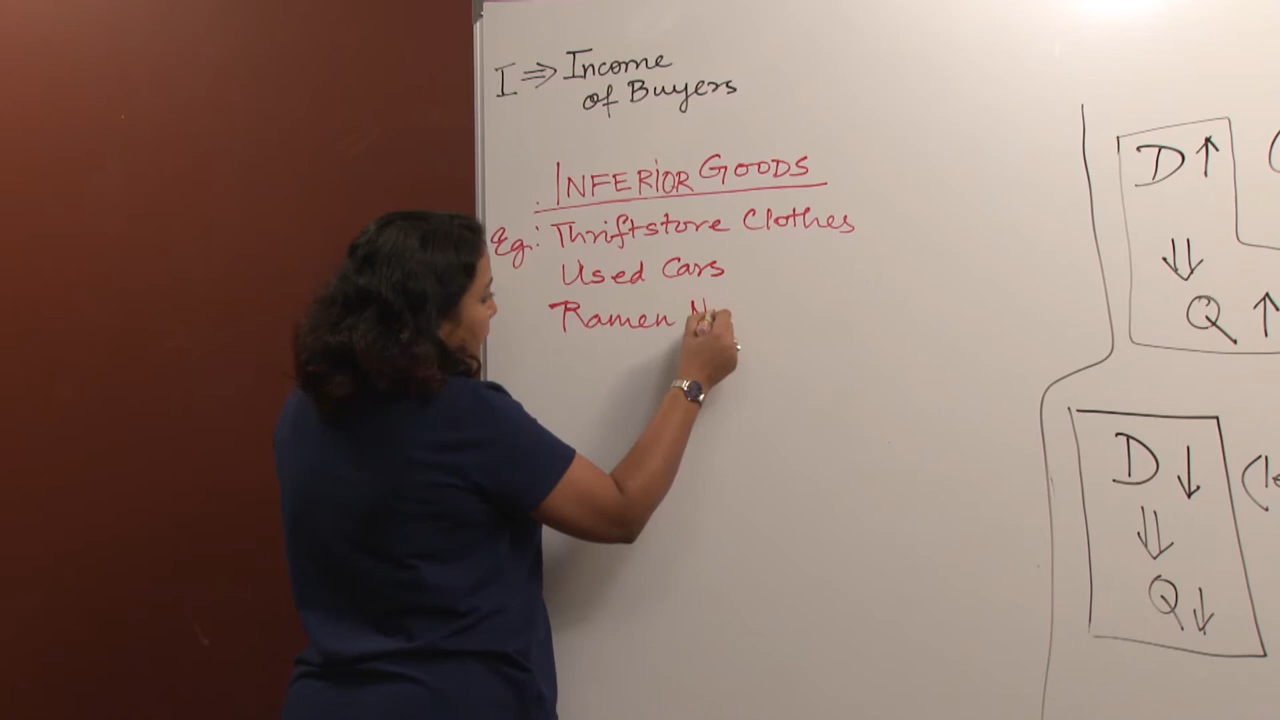 I ⇒ Income
of Buyers
INFERIOR GOODS
Eg: Thriftstore Clothes
Used Cars
Ramen N
D ↑
⇓
Q ↑
D ↓
⇓
Q ↓